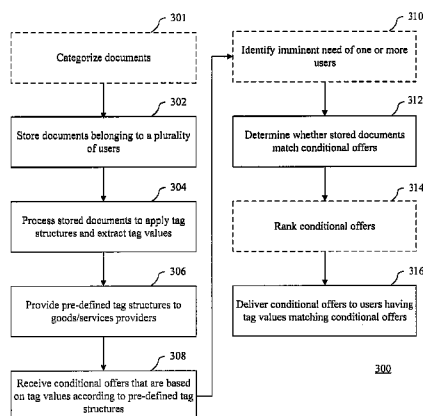 301
Categorize documents
302
Store documents belonging to a plurality
of users
304
Process stored documents to apply tag
structures and extract tag values
306
Provide pre-defined tag structures to
goods/services providers
308
Receive conditional offers that are based
on tag values according to pre-defined tag
structures
310
Identify imminent need of one or more
users
312
Determine whether stored documents
match conditional offers
314
Rank conditional offers
316
Deliver conditional offers to users having
tag values matching conditional offers
300